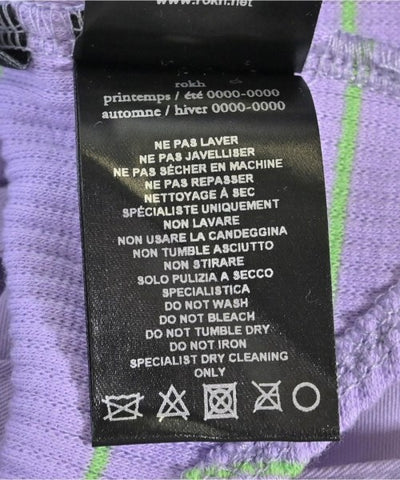 www.rokh.net
rokh
printemps / été 0000-0000
automne / hiver 0000-0000
NE PAS LAVER
NE PAS JAVELLISER
NE PAS SÉCHER EN MACHINE
NE PAS REPASSER
NETTOYAGE À SEC
SPÉCIALISTE UNIQUEMENT
NON LAVARE
NON USARE LA CANDEGGINA
NON TUMBLE ASCIUTTO
NON STIRARE
SOLO PULIZIA A SECCO
SPECIALISTICA
DO NOT WASH
DO NOT BLEACH
DO NOT TUMBLE DRY
DO NOT IRON
SPECIALIST DRY CLEANING
ONLY